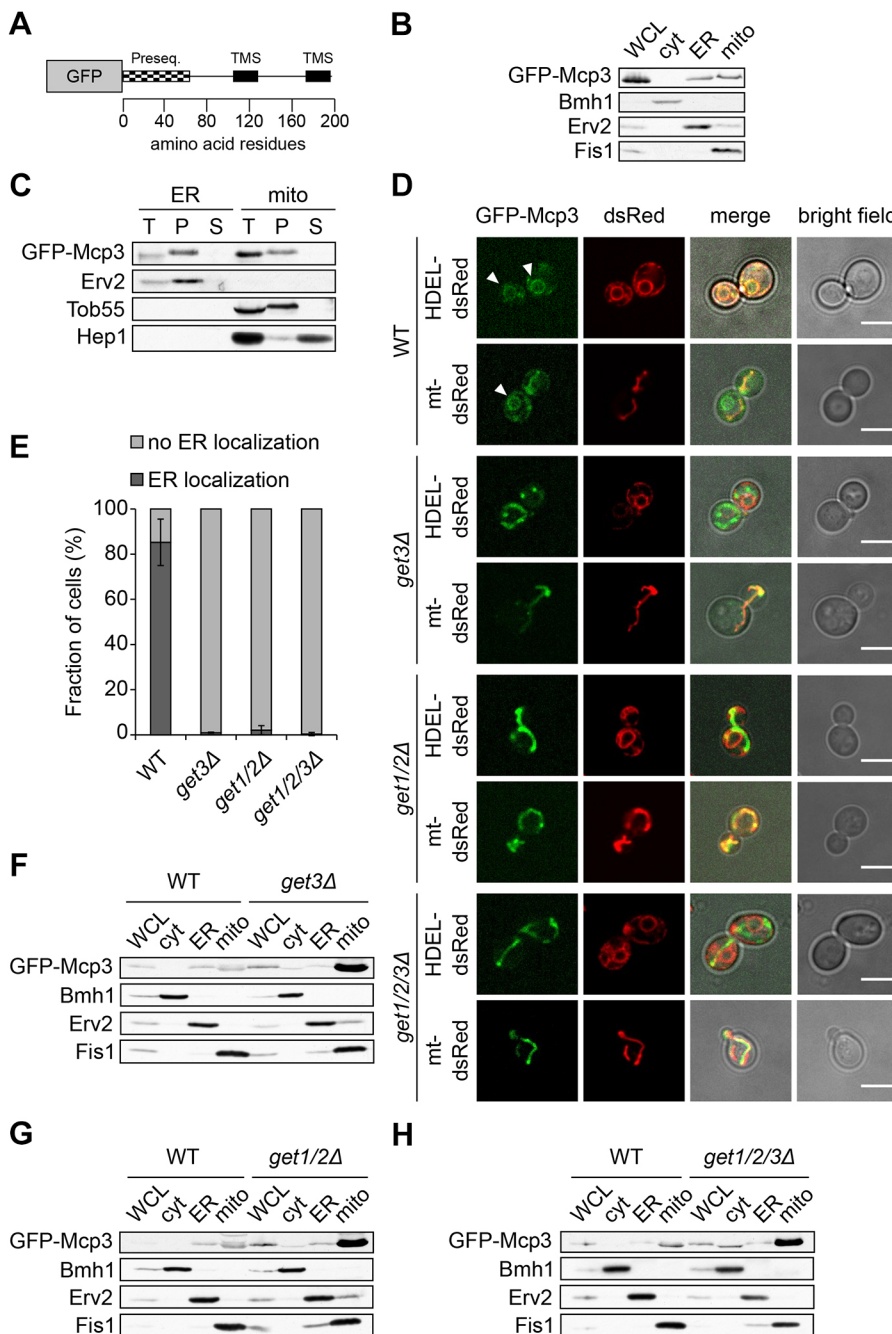 A
GFP
Preseq.
TMS
TMS
0 40 80 120 160 200
amino acid residues
B
WCL cyt ER mito
GFP-Mcp3
Bmh1
Erv2
Fis1
C
ER mito
T P S T P S
GFP-Mcp3
Erv2
Tob55
Hep1
D
GFP-Mcp3 dsRed merge bright field
WT
HDEL-dsRed
mt-dsRed
get3Δ
HDEL-dsRed
mt-dsRed
get1/2Δ
HDEL-dsRed
mt-dsRed
get1/2/3Δ
HDEL-dsRed
mt-dsRed
E
no ER localization
ER localization
Fraction of cells (%)
100
80
60
40
20
0
WT get3Δ get1/2Δ get1/2/3Δ
F
WT get3Δ
WCL cyt ER mito WCL cyt ER mito
GFP-Mcp3
Bmh1
Erv2
Fis1
G
WT get1/2Δ
WCL cyt ER mito WCL cyt ER mito
GFP-Mcp3
Bmh1
Erv2
Fis1
H
WT get1/2/3Δ
WCL cyt ER mito WCL cyt ER mito
GFP-Mcp3
Bmh1
Erv2
Fis1